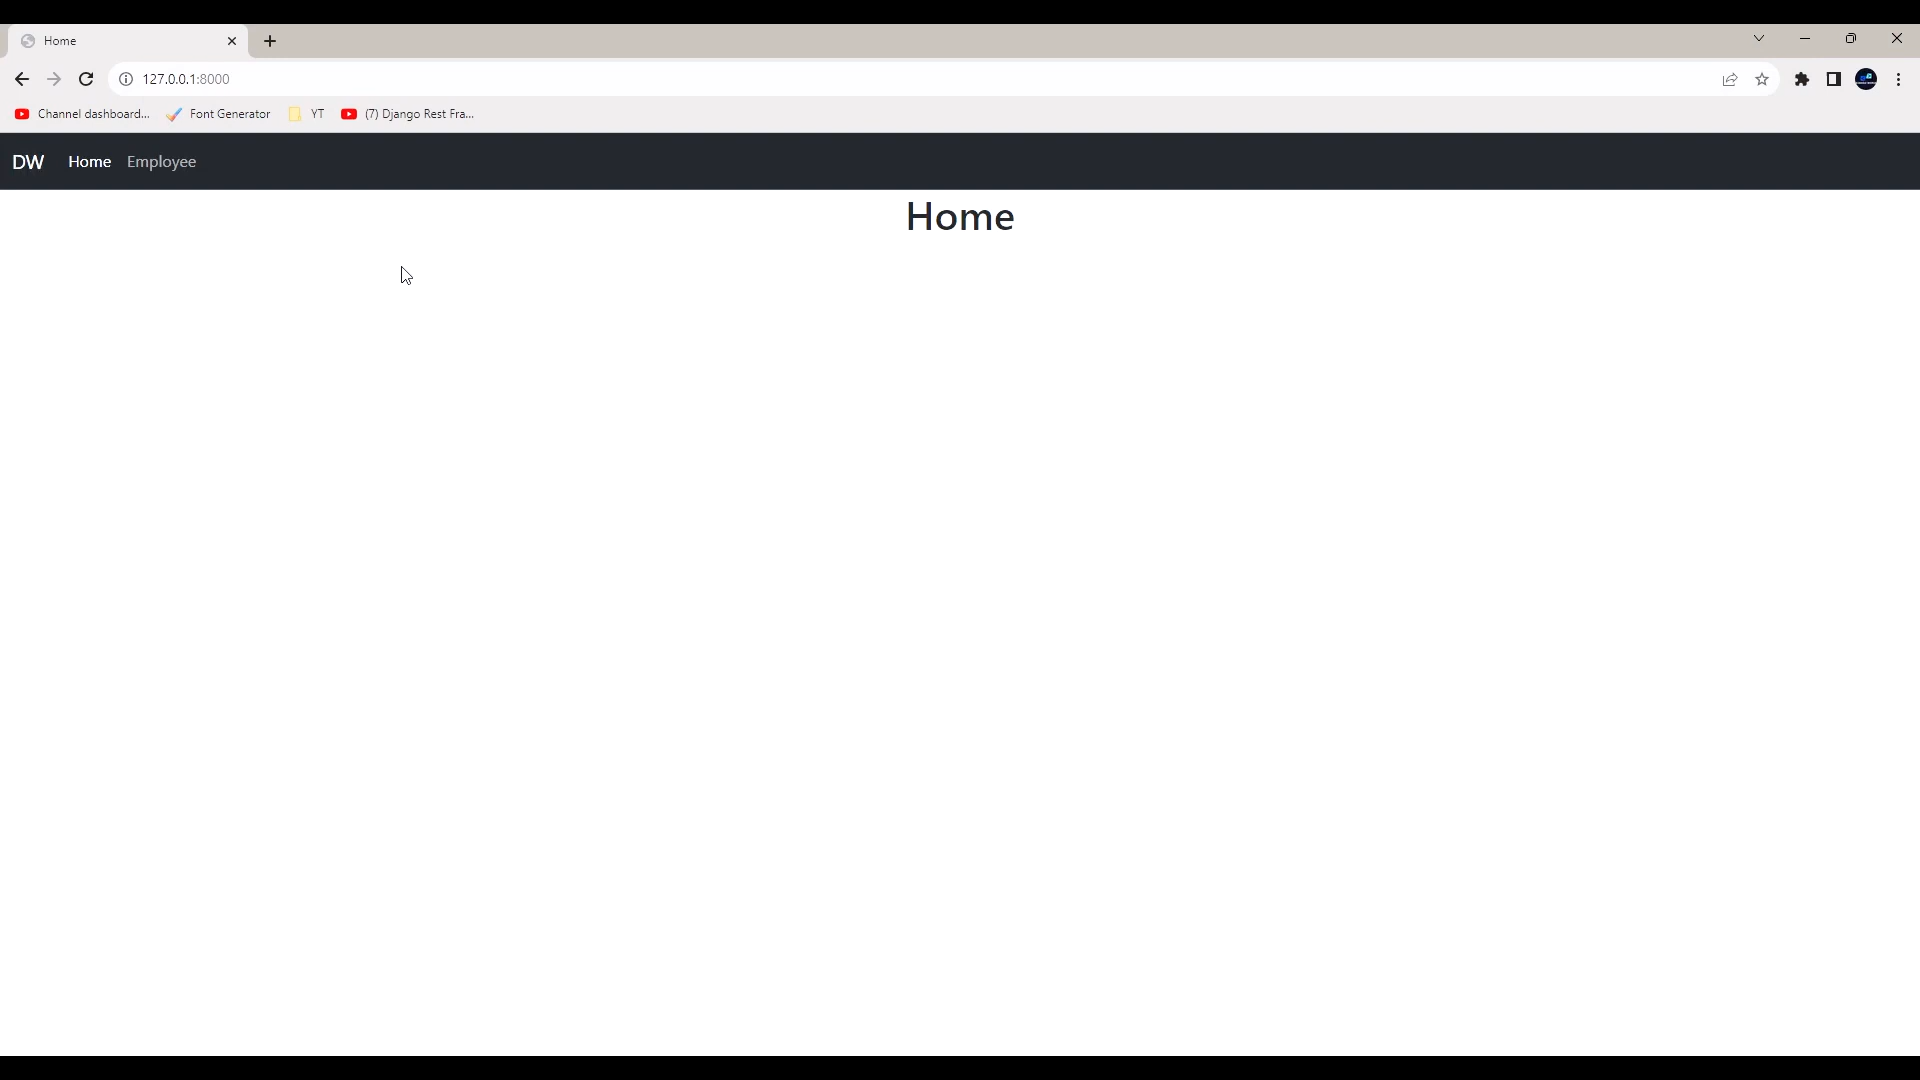 Home
127.0.0.1:8000
Channel dashboard... Font Generator YT (7) Django Rest Fra...
DW Home Employee
Home